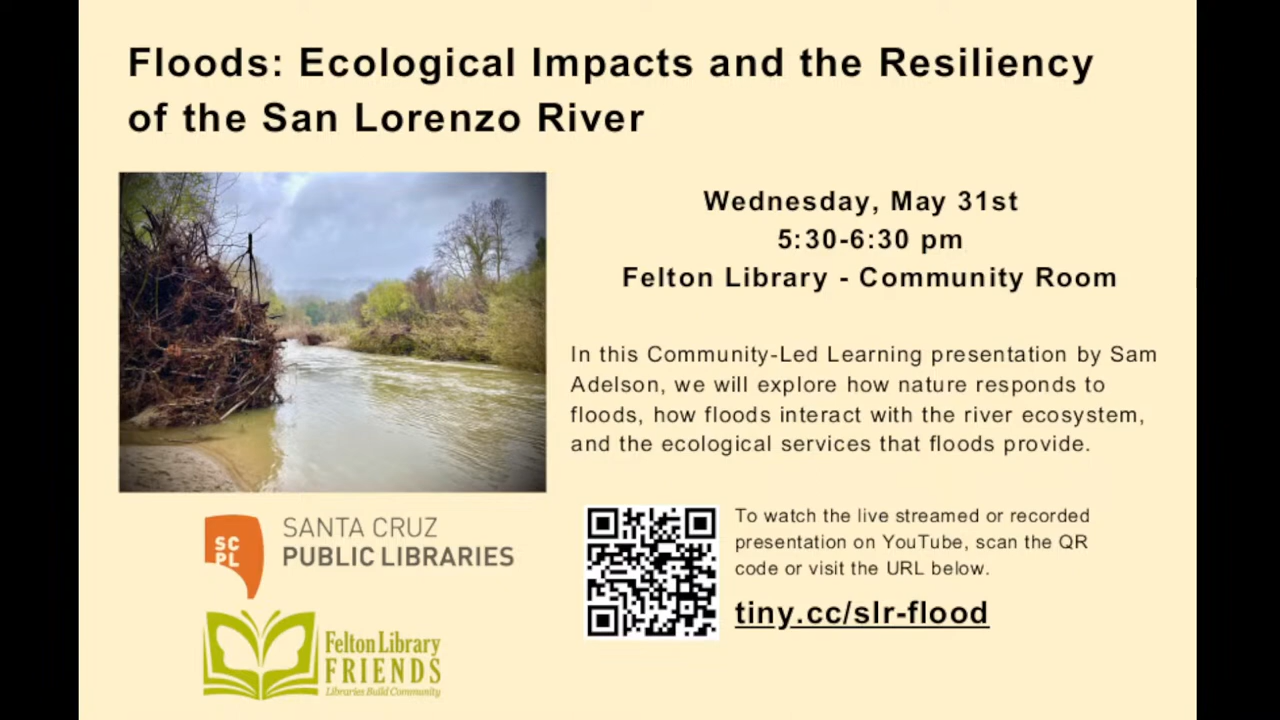 Floods: Ecological Impacts and the Resiliency
of the San Lorenzo River
Wednesday, May 31st
5:30-6:30 pm
Felton Library - Community Room
In this Community-Led Learning presentation by Sam
Adelson, we will explore how nature responds to
floods, how floods interact with the river ecosystem,
and the ecological services that floods provide.
SC
PL
SANTA CRUZ
PUBLIC LIBRARIES
To watch the live streamed or recorded
presentation on YouTube, scan the QR
code or visit the URL below.
tiny.cc/slr-flood
Felton Library
FRIENDS
Libraries Build Community